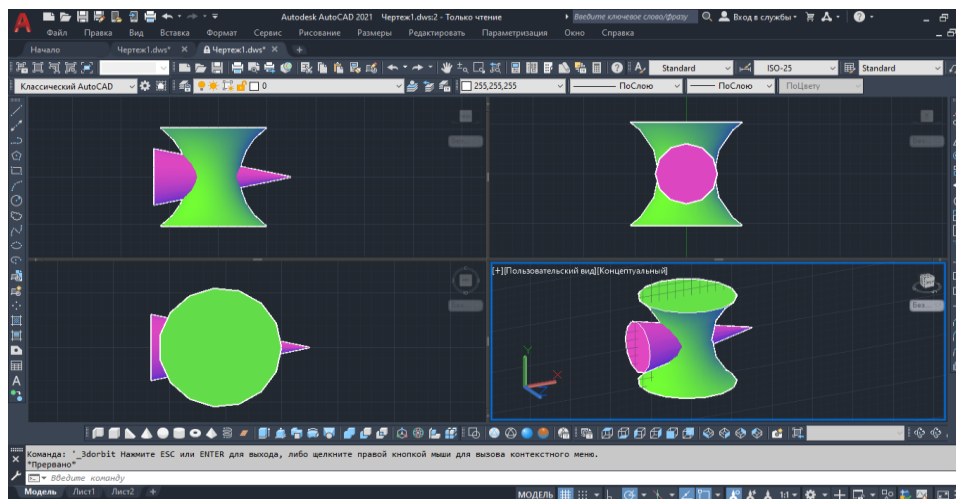 Autodesk AutoCAD 2021 Чертеж1.dws:2 - Только чтение
Введите ключевое слово/фразу
Вход в службы
Файл Правка Вид Вставка Формат Сервис Рисование Размеры Редактировать Параметризация Окно Справка
Начало Чертеж1.dws* Чертеж1.dws*
Standard ISO-25 Standard
Классический AutoCAD 0 255,255,255 ПоСлою ПоСлою ПоЦвету
[+][Пользовательский вид][Концептуальный]
Y
X
Команда: '_3dorbit Нажмите ESC или ENTER для выхода, либо щелкните правой кнопкой мыши для вызова контекстного меню.
*Прервано*
Введите команду
Модель Лист1 Лист2 +
МОДЕЛЬ 1:1